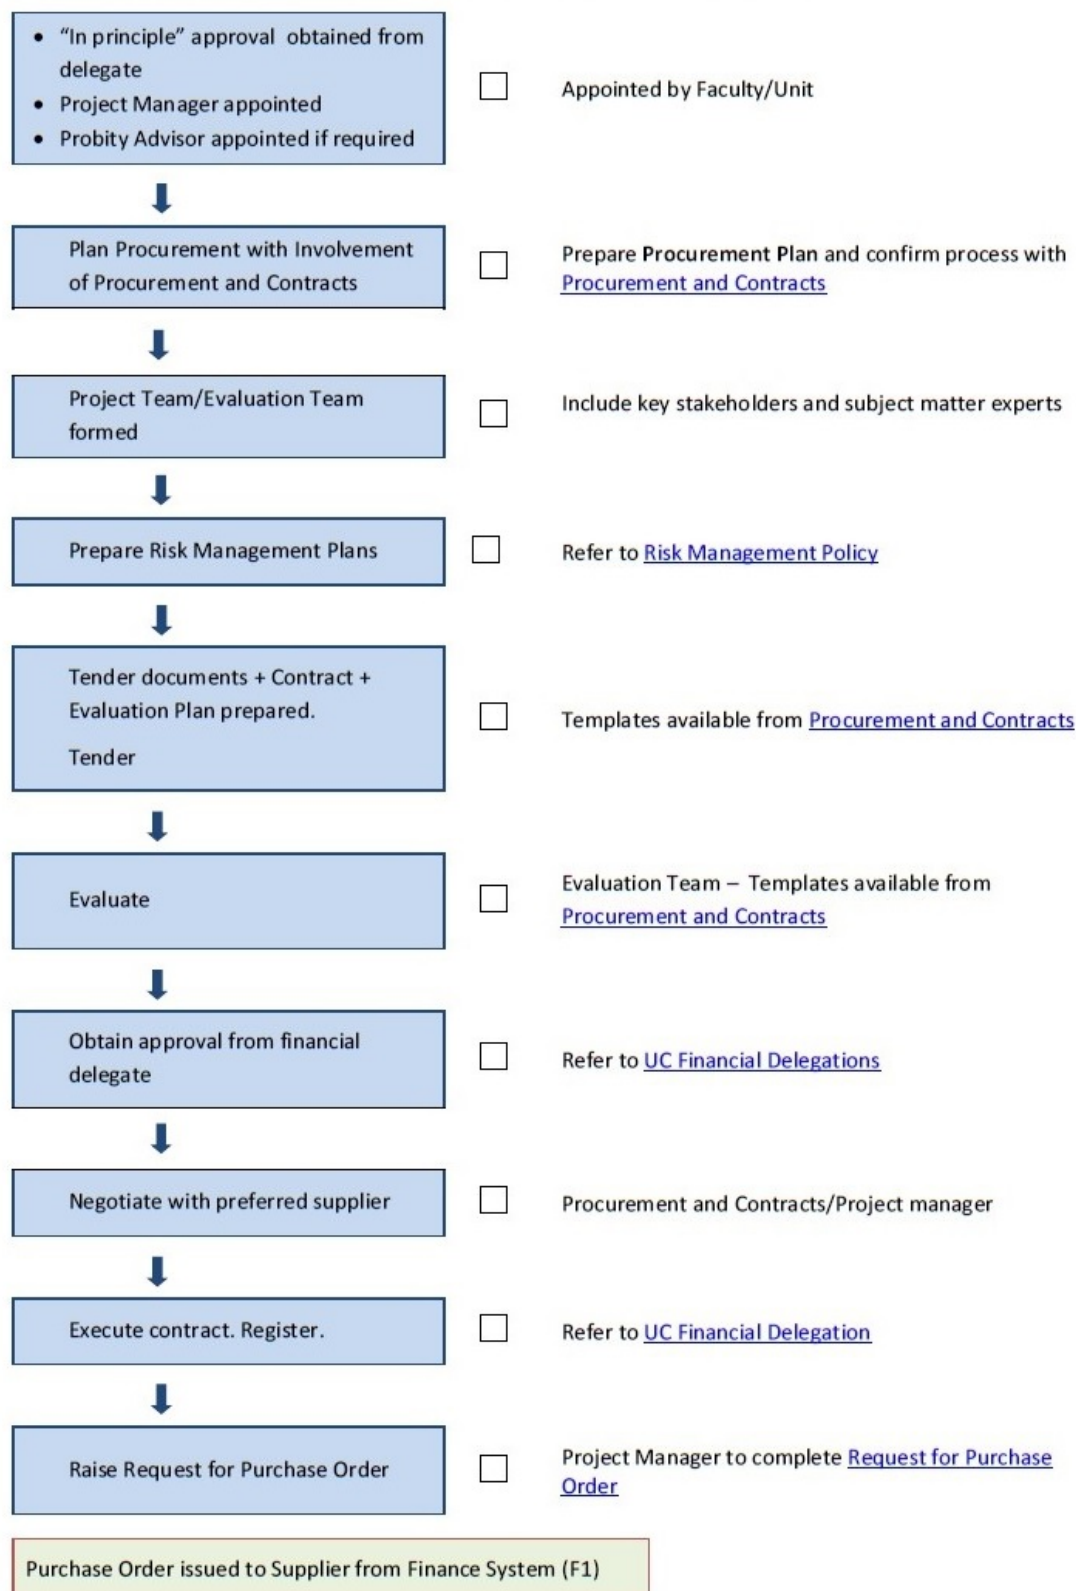 • “In principle” approval obtained from
delegate
• Project Manager appointed
• Probity Advisor appointed if required
Appointed by Faculty/Unit
Plan Procurement with Involvement
of Procurement and Contracts
Prepare Procurement Plan and confirm process with
Procurement and Contracts
Project Team/Evaluation Team
formed
Include key stakeholders and subject matter experts
Prepare Risk Management Plans
Refer to Risk Management Policy
Tender documents + Contract +
Evaluation Plan prepared.
Tender
Templates available from Procurement and Contracts
Evaluate
Evaluation Team – Templates available from
Procurement and Contracts
Obtain approval from financial
delegate
Refer to UC Financial Delegations
Negotiate with preferred supplier
Procurement and Contracts/Project manager
Execute contract. Register.
Refer to UC Financial Delegation
Raise Request for Purchase Order
Project Manager to complete Request for Purchase
Order
Purchase Order issued to Supplier from Finance System (F1)